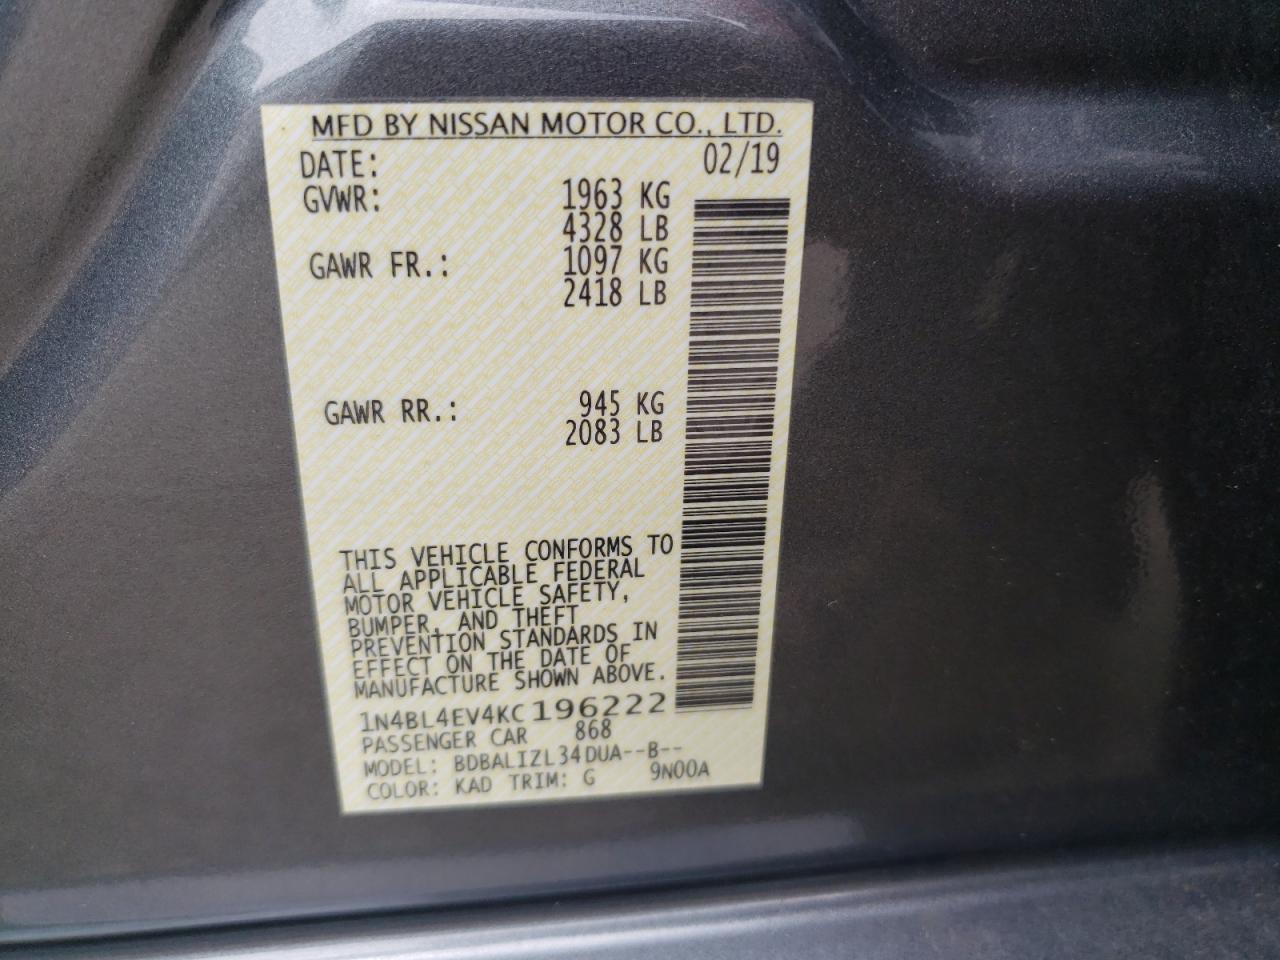 MFD BY NISSAN MOTOR CO., LTD.
DATE: 02/19
GVWR: 1963 KG
4328 LB
GAWR FR.: 1097 KG
2418 LB
GAWR RR.: 945 KG
2083 LB
THIS VEHICLE CONFORMS TO
ALL APPLICABLE FEDERAL
MOTOR VEHICLE SAFETY,
BUMPER, AND THEFT
PREVENTION STANDARDS IN
EFFECT ON THE DATE OF
MANUFACTURE SHOWN ABOVE.
1N4BL4EV4KC196222
PASSENGER CAR 868
MODEL: BDBALIZL34DUA--B--
COLOR: KAD TRIM: G 9N00A